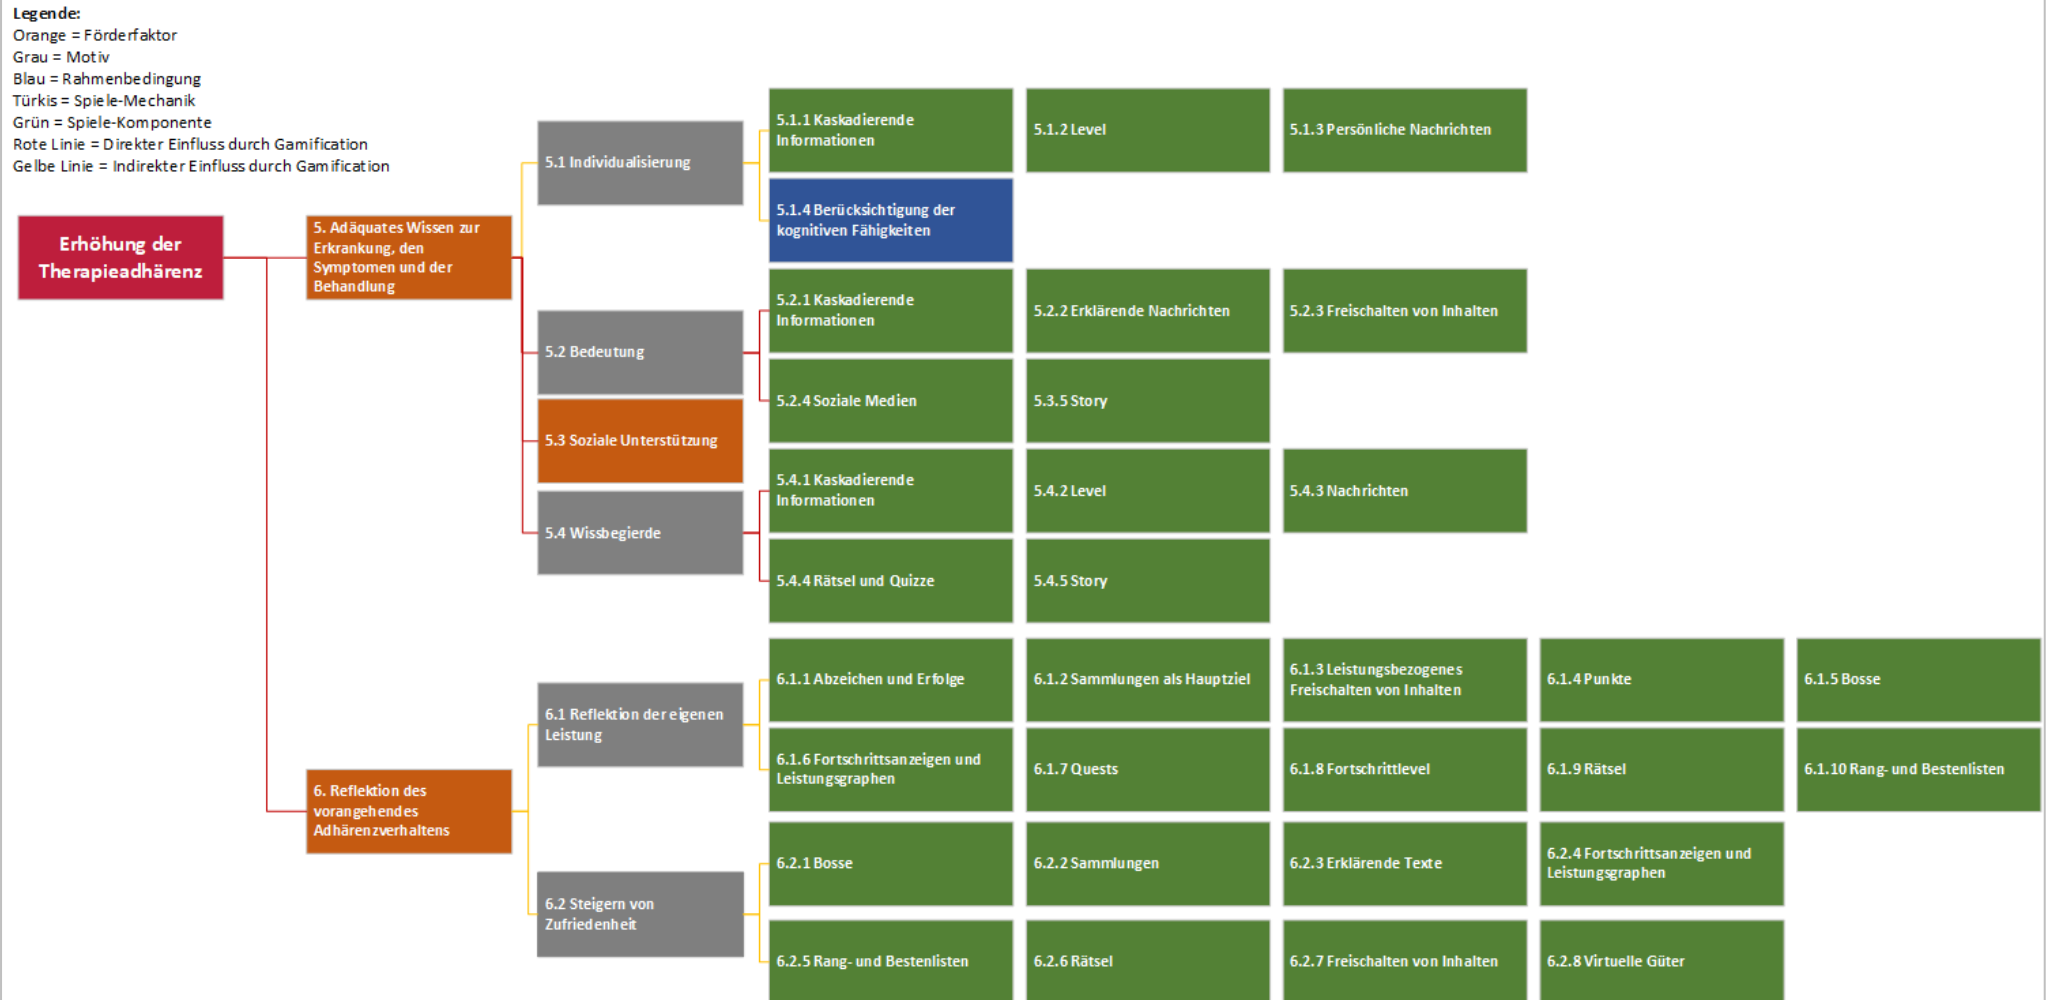 Legende:
Orange = Förderfaktor
Grau = Motiv
Blau = Rahmenbedingung
Türkis = Spiele-Mechanik
Grün = Spiele-Komponente
Rote Linie = Direkter Einfluss durch Gamification
Gelbe Linie = Indirekter Einfluss durch Gamification
Erhöhung der
Therapieadhärenz
5. Adäquates Wissen zur
Erkrankung, den
Symptomen und der
Behandlung
5.1 Individualisierung
5.1.1 Kaskadierende
Informationen
5.1.2 Level
5.1.3 Persönliche Nachrichten
5.1.4 Berücksichtigung der
kognitiven Fähigkeiten
5.2 Bedeutung
5.2.1 Kaskadierende
Informationen
5.2.2 Erklärende Nachrichten
5.2.3 Freischalten von Inhalten
5.2.4 Soziale Medien
5.3.5 Story
5.3 Soziale Unterstützung
5.4 Wissbegierde
5.4.1 Kaskadierende
Informationen
5.4.2 Level
5.4.3 Nachrichten
5.4.4 Rätsel und Quizze
5.4.5 Story
6. Reflektion des
vorangehendes
Adhärenzverhaltens
6.1 Reflektion der eigenen
Leistung
6.1.1 Abzeichen und Erfolge
6.1.2 Sammlungen als Hauptziel
6.1.3 Leistungsbezogenes
Freischalten von Inhalten
6.1.4 Punkte
6.1.5 Bosse
6.1.6 Fortschrittsanzeigen und
Leistungsgraphen
6.1.7 Quests
6.1.8 Fortschrittlevel
6.1.9 Rätsel
6.1.10 Rang- und Bestenlisten
6.2 Steigern von
Zufriedenheit
6.2.1 Bosse
6.2.2 Sammlungen
6.2.3 Erklärende Texte
6.2.4 Fortschrittsanzeigen und
Leistungsgraphen
6.2.5 Rang- und Bestenlisten
6.2.6 Rätsel
6.2.7 Freischalten von Inhalten
6.2.8 Virtuelle Güter